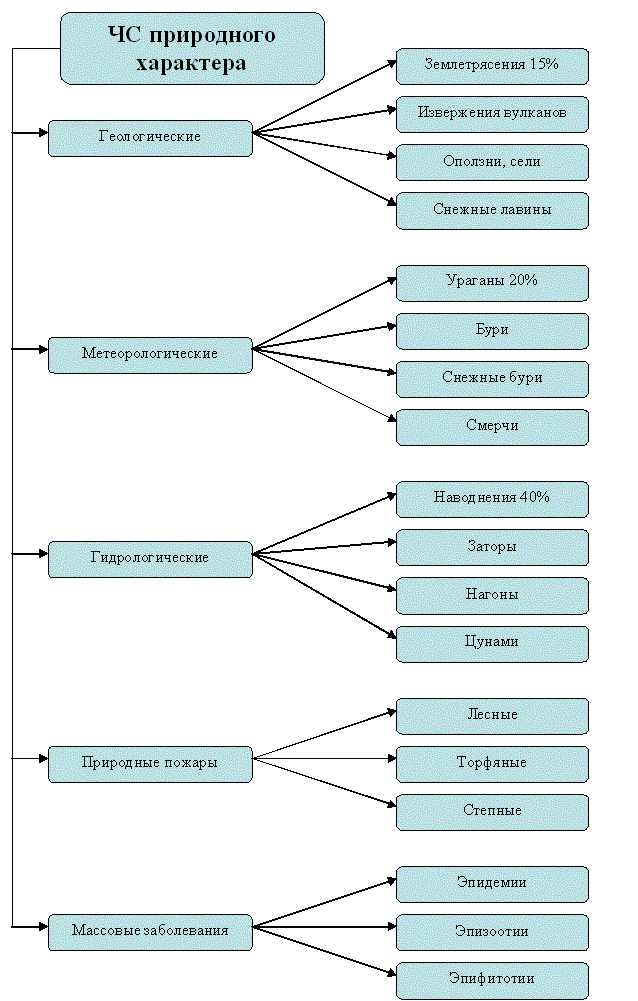 ЧС природного
характера
Геологические
Землетрясения 15%
Извержения вулканов
Оползни, сели
Снежные лавины
Метеорологические
Ураганы 20%
Бури
Снежные бури
Смерчи
Гидрологические
Наводнения 40%
Заторы
Нагоны
Цунами
Природные пожары
Лесные
Торфяные
Степные
Массовые заболевания
Эпидемии
Эпизоотии
Эпифитотии